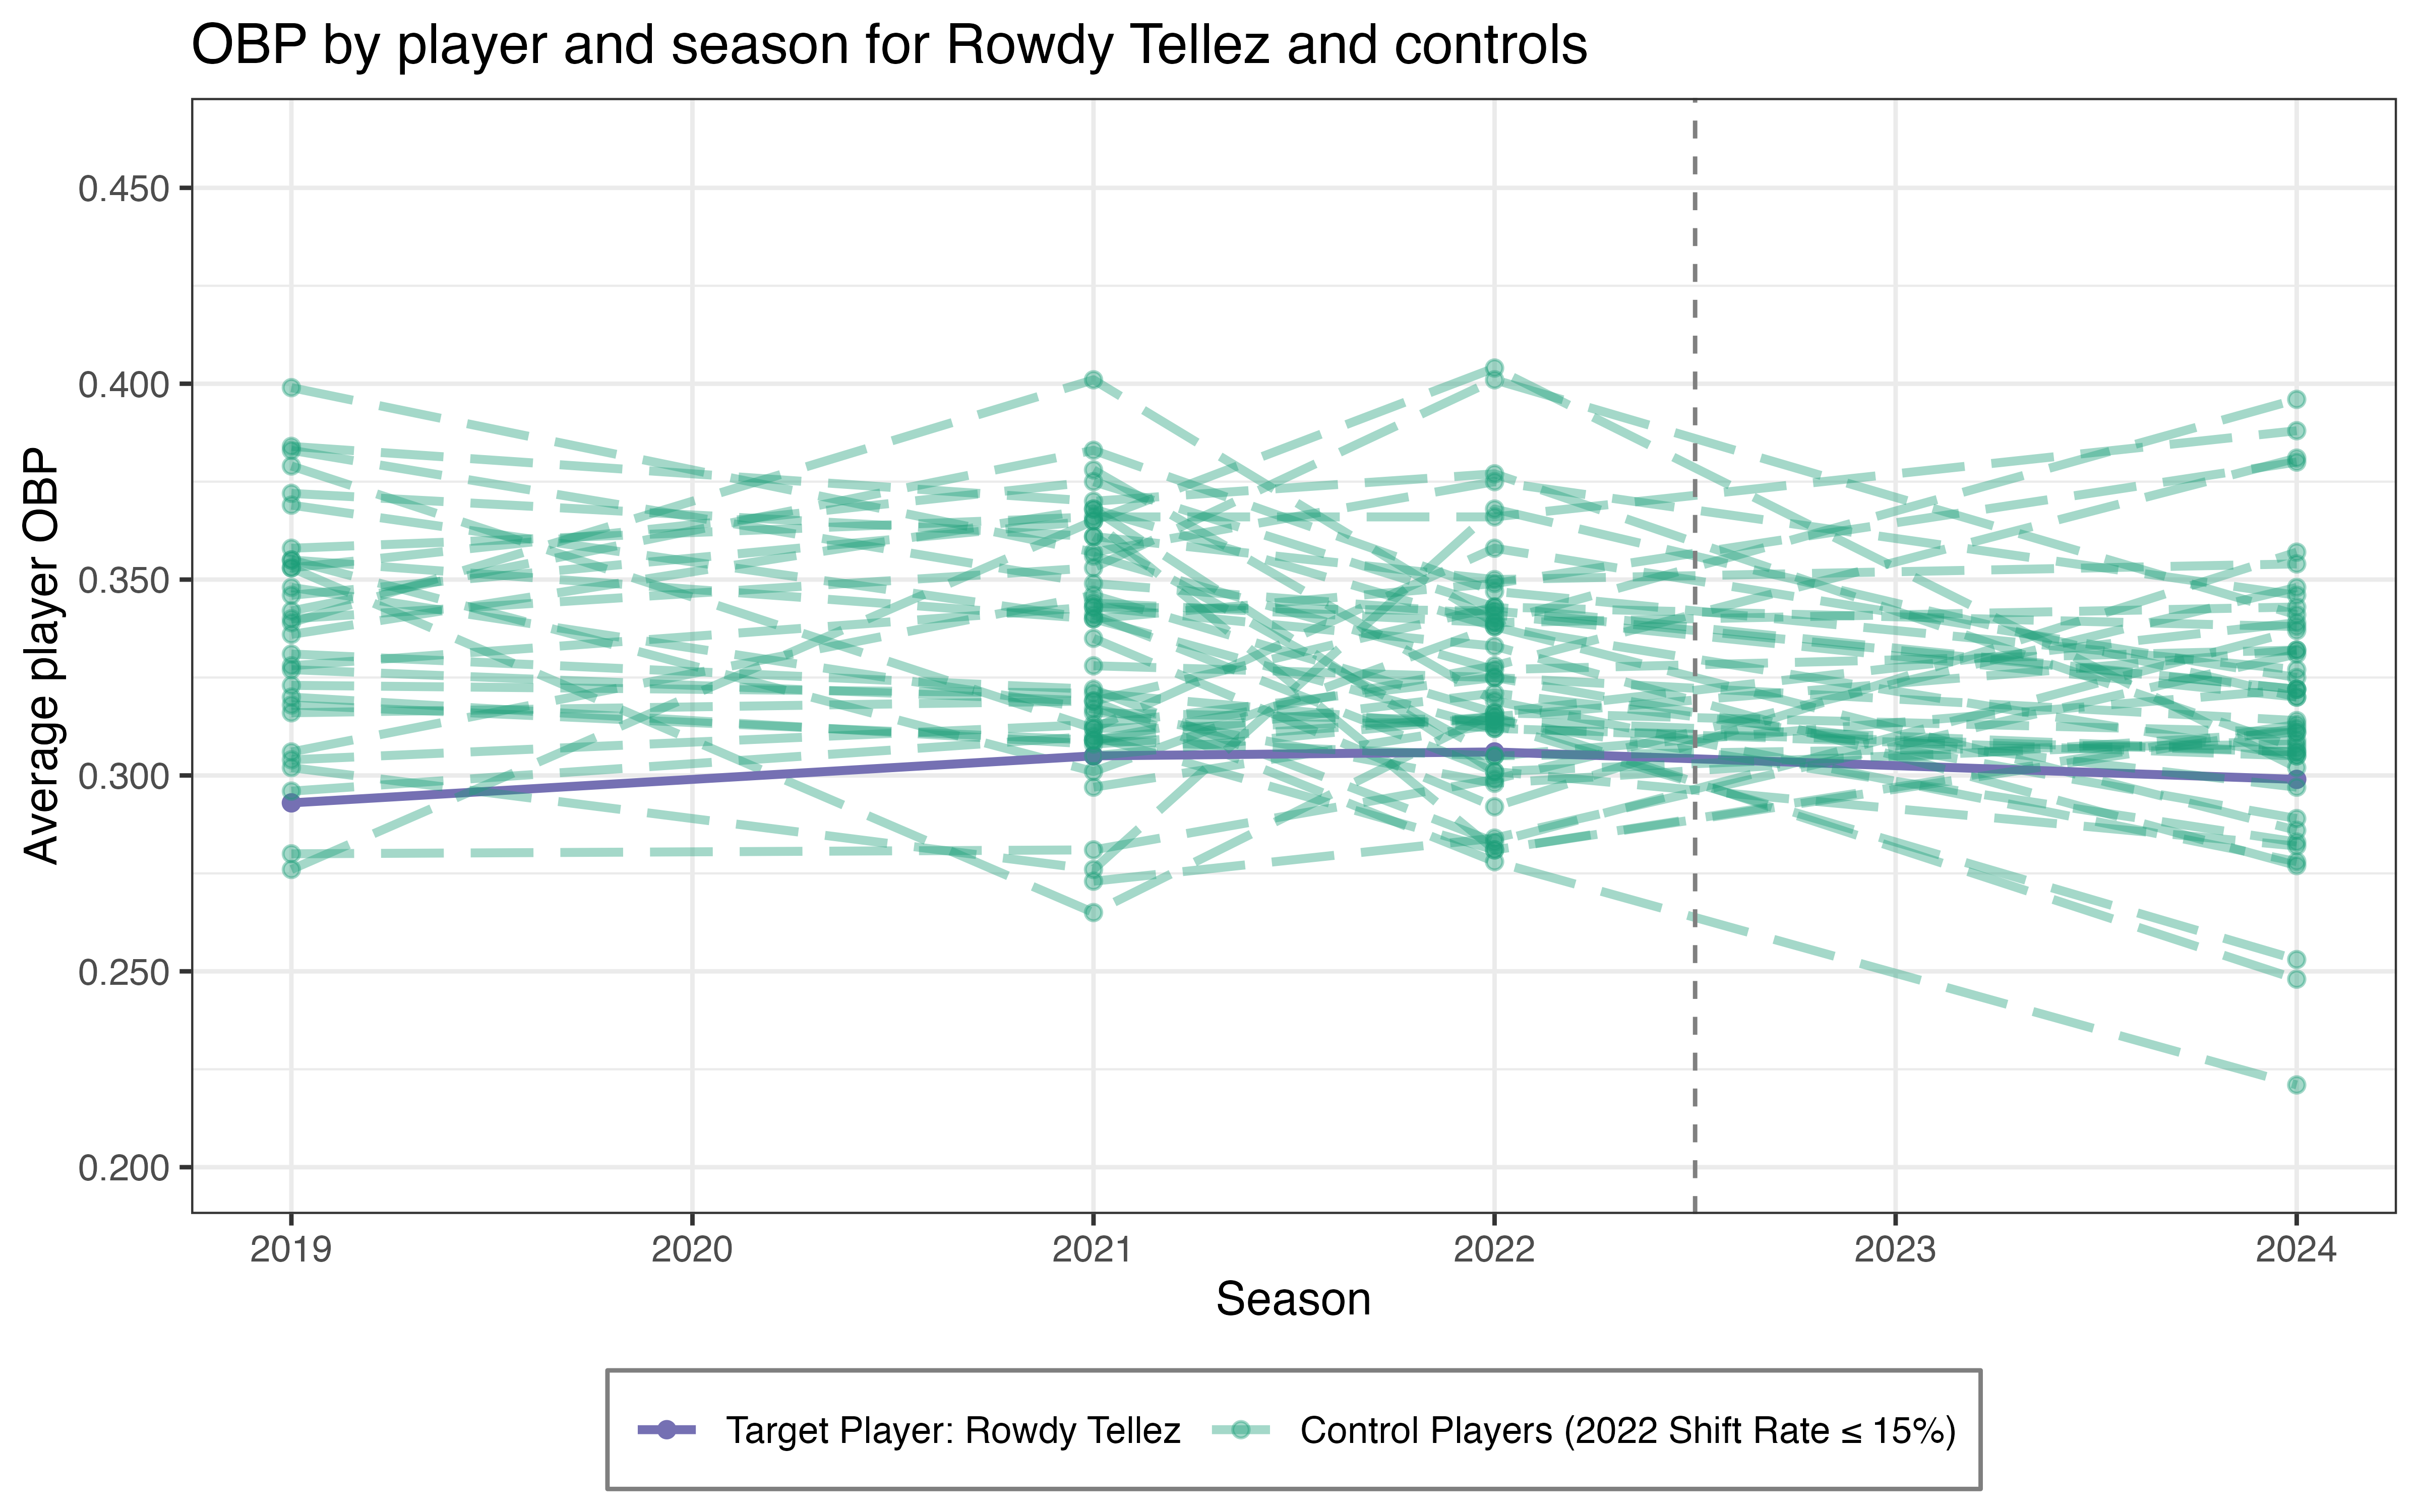 OBP by player and season for Rowdy Tellez and controls
Average player OBP
0.450
0.400
0.350
0.300
0.250
0.200
2019 2020 2021 2022 2023 2024
Season
Target Player: Rowdy Tellez Control Players (2022 Shift Rate ≤ 15%)